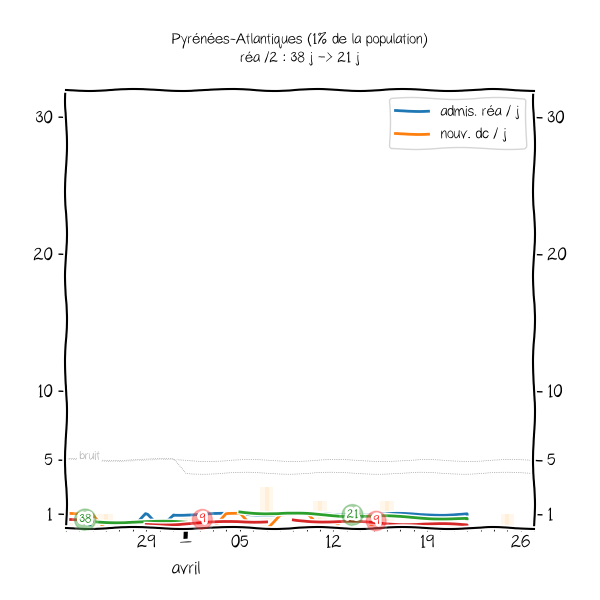 Pyrénées-Atlantiques (1% de la population)
réa /2 : 38 j -> 21 j
admis. réa / j
nouv. dc / j
30 30
20 20
10 10
5 bruit 5
1 38 9 21 9 1
29 05 12 19 26
avril